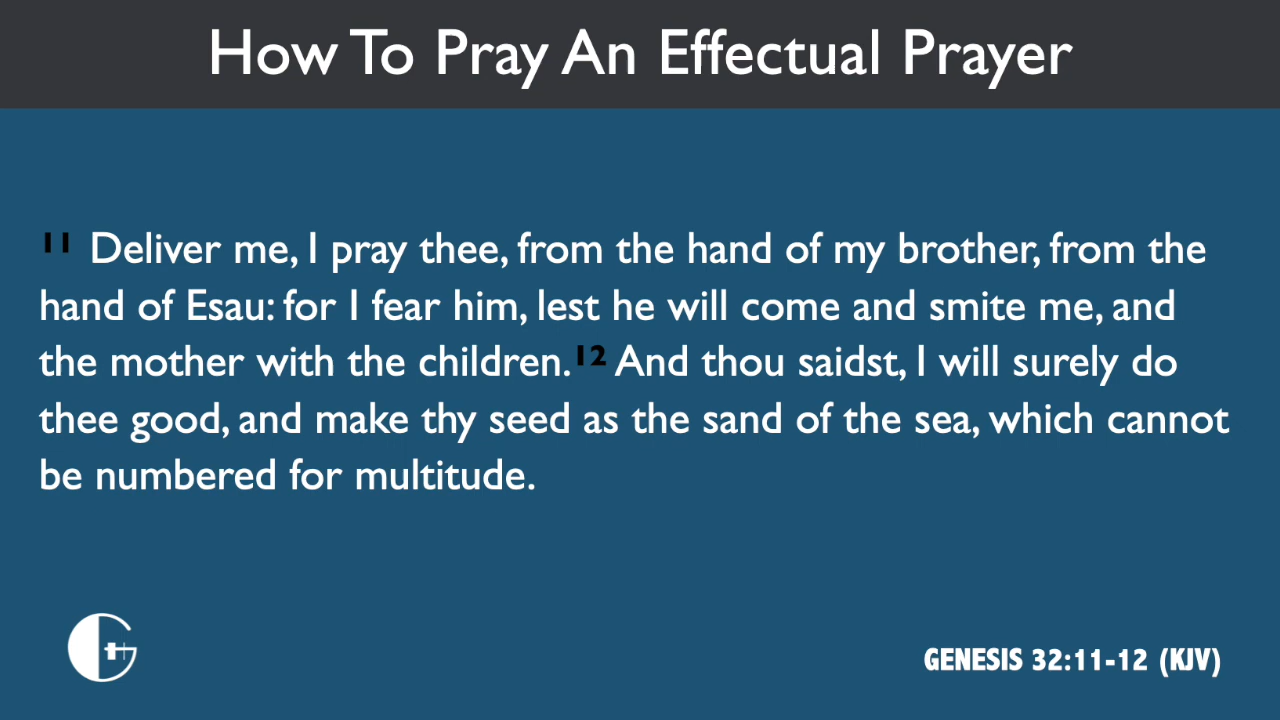 How To Pray An Effectual Prayer
11 Deliver me, I pray thee, from the hand of my brother, from the
hand of Esau: for I fear him, lest he will come and smite me, and
the mother with the children.12 And thou saidst, I will surely do
thee good, and make thy seed as the sand of the sea, which cannot
be numbered for multitude.
G
GENESIS 32:11-12 (KJV)